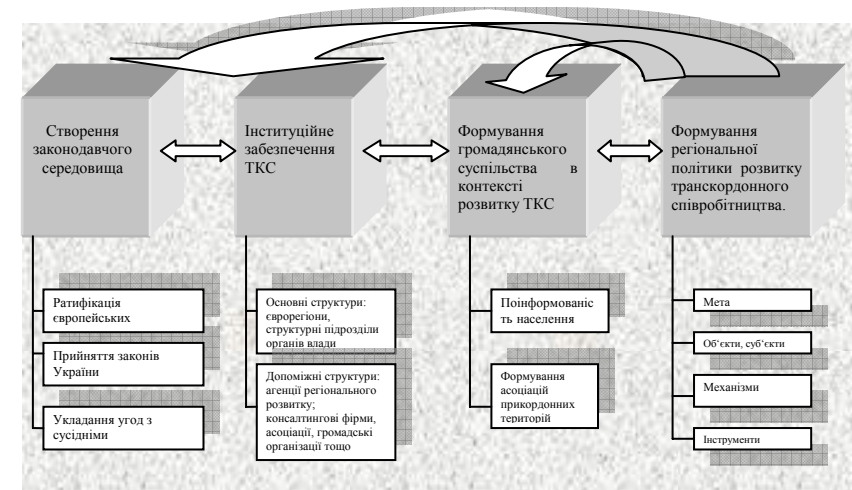 Створення
законодавчого
середовища
Інституційне
забезпечення
ТКС
Формування
громадянського
суспільства в
контексті
розвитку ТКС
Формування
регіональної
політики розвитку
транскордонного
співробітництва.
Ратифікація
європейських
Прийняття законів
України
Укладання угод з
сусідніми
Основні структури:
єврорегіони,
структурні підрозділи
органів влади
Допоміжні структури:
агенції регіонального
розвитку;
консалтингові фірми,
асоціації, громадські
організації тощо
Поінформованіс
ть населення
Формування
асоціацій
прикордонних
територій
Мета
Об‘єкти, суб‘єкти
Механізми
Інструменти